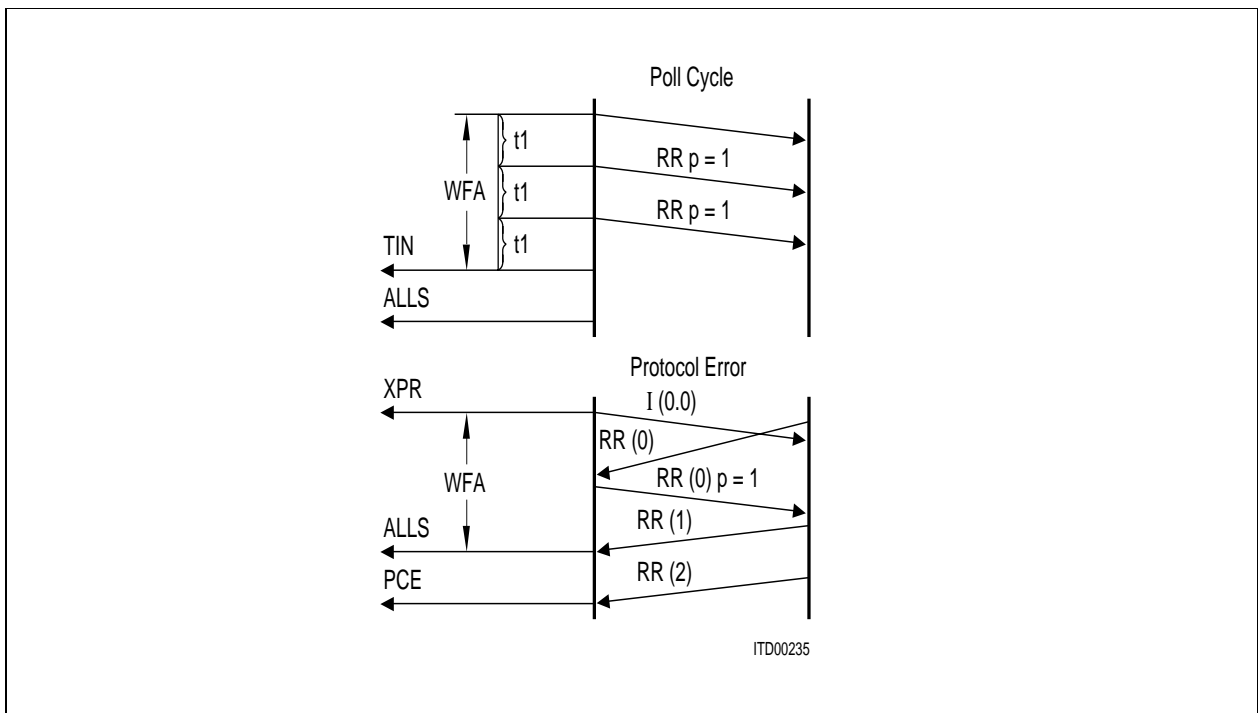 Poll Cycle
t1
RR p = 1
WFA
t1
RR p = 1
TIN
t1
ALLS
Protocol Error
XPR
I (0.0)
RR (0)
WFA
RR (0) p = 1
ALLS
RR (1)
PCE
RR (2)
ITD00235